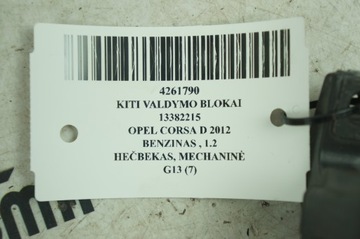 4261790
KITI VALDYMO BLOKAI
13382215
OPEL CORSA D 2012
BENZINAS , 1.2
HEČBEKAS, MECHANINĖ
G13 (7)